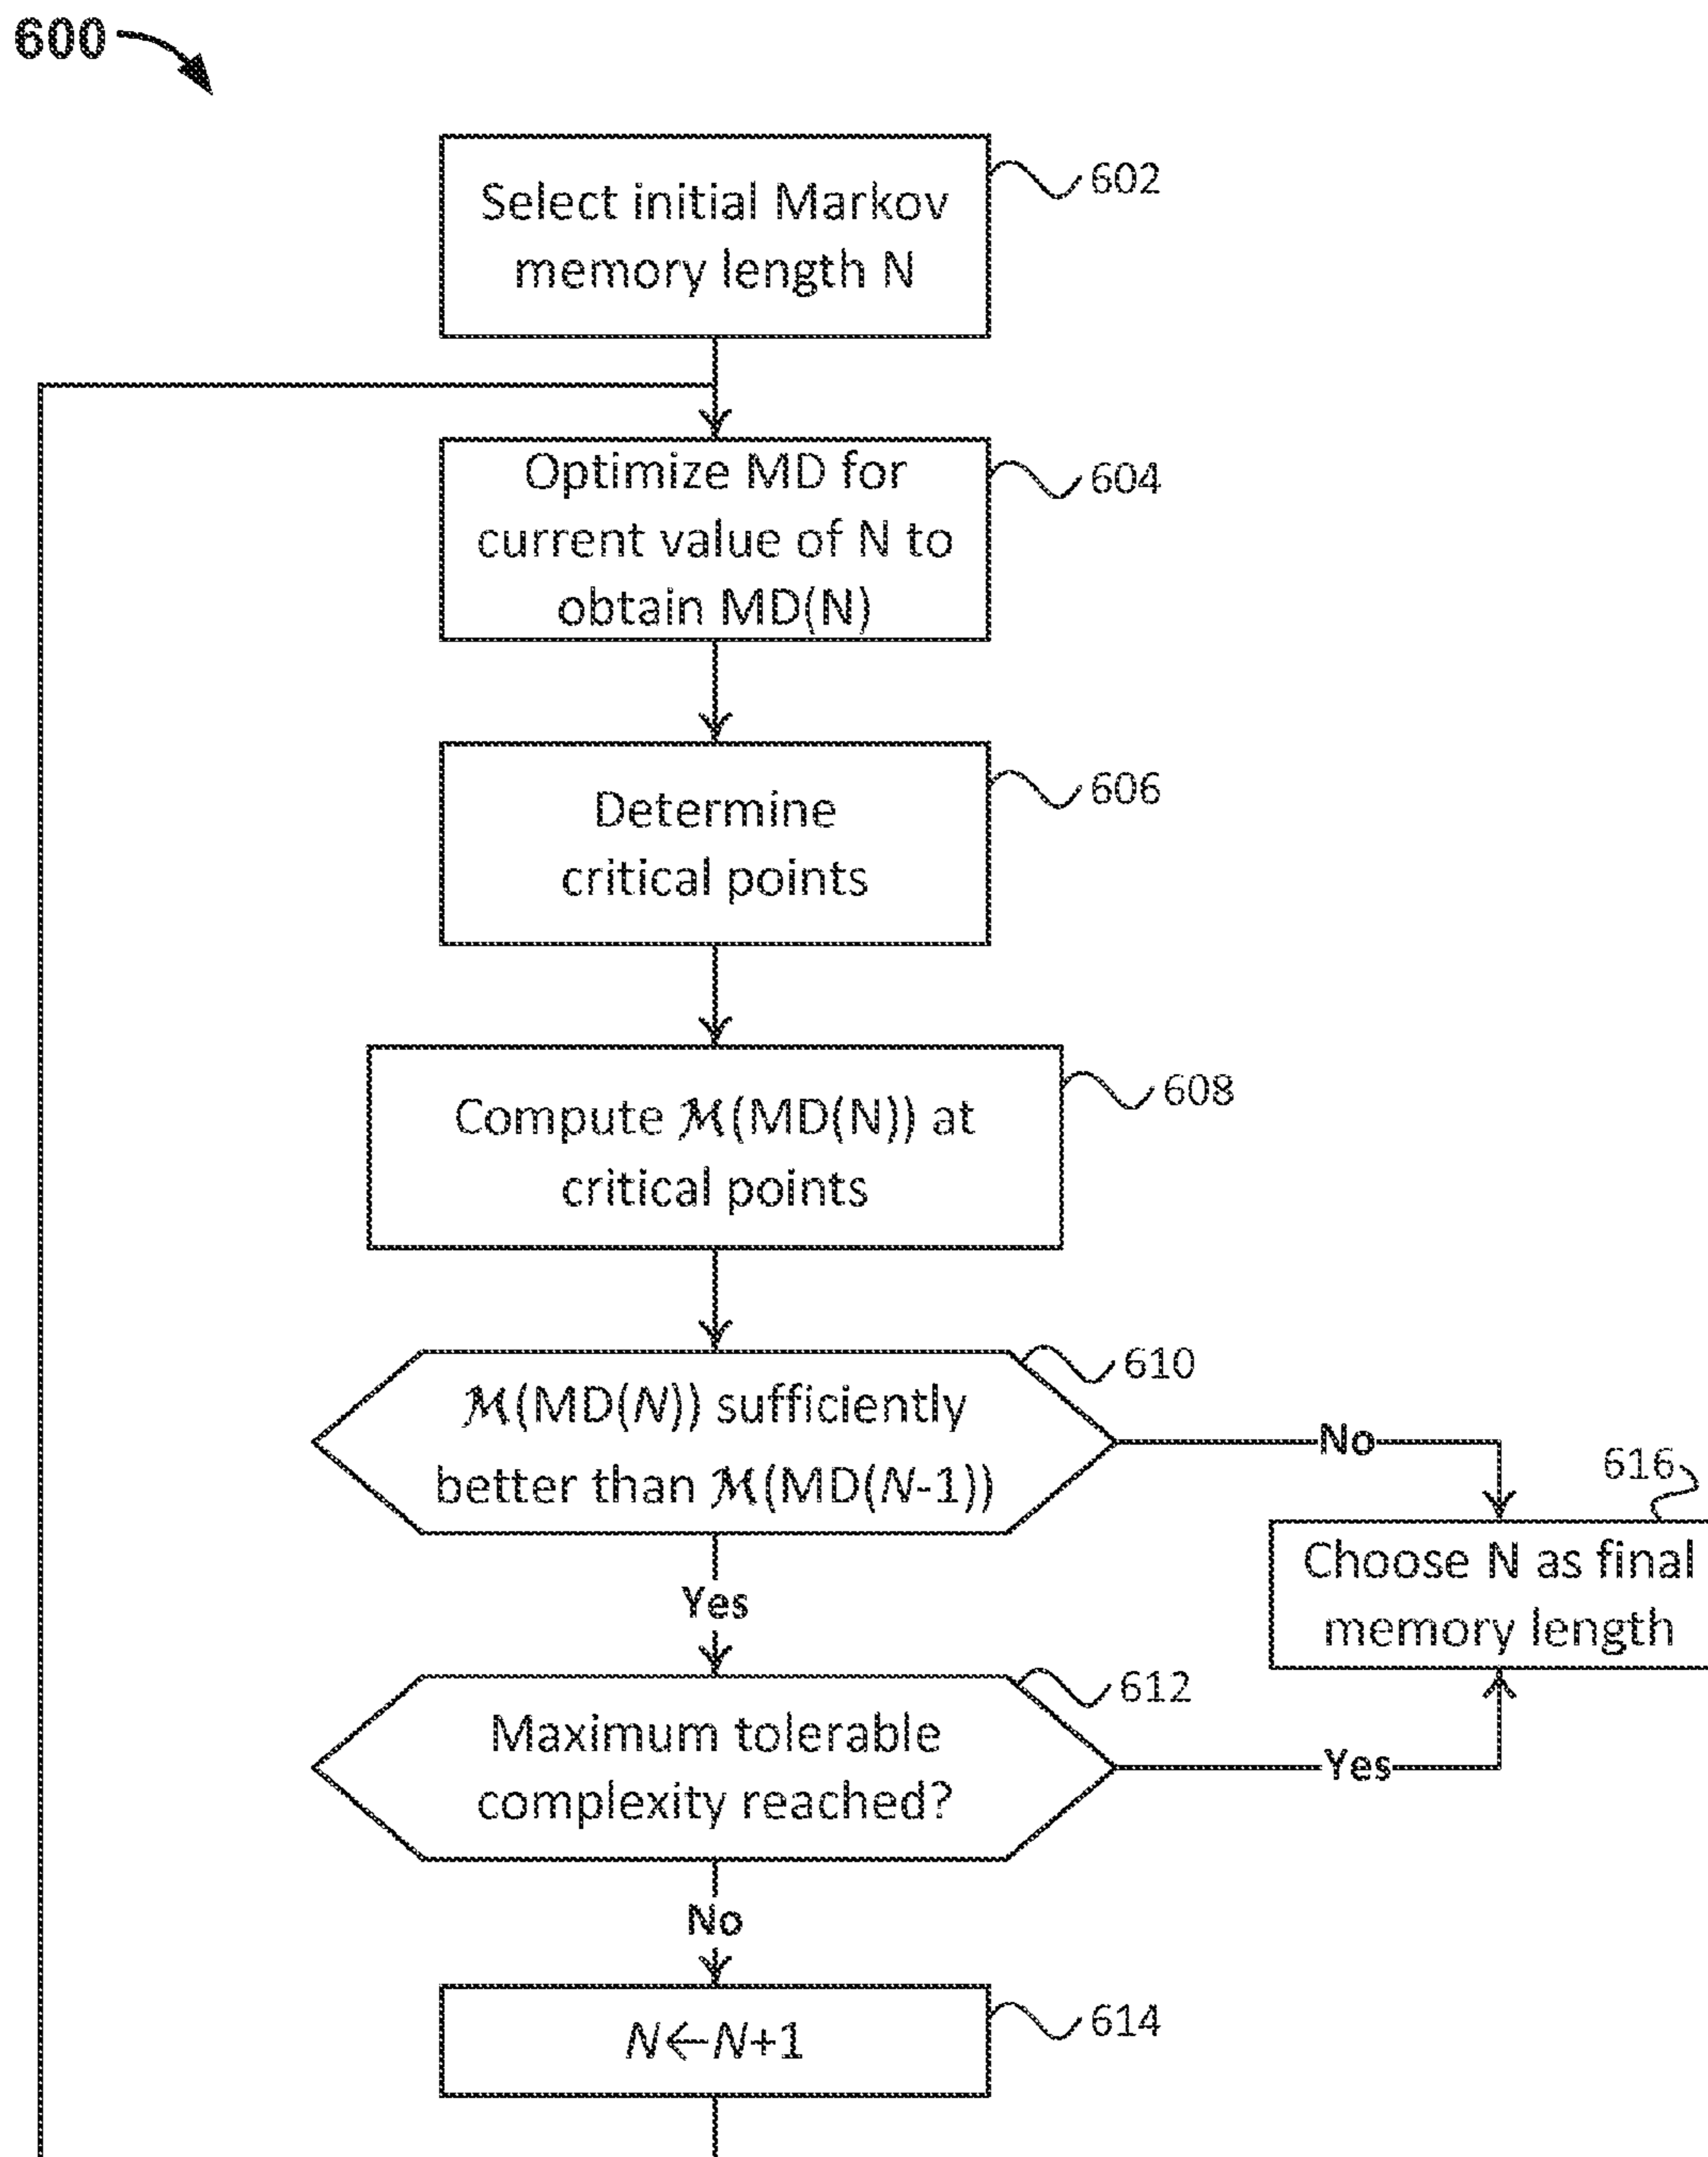 600
Select initial Markov
memory length N
602
Optimize MD for
current value of N to
obtain MD(N)
604
Determine
critical points
606
Compute ℳ(MD(N)) at
critical points
608
ℳ(MD(N)) sufficiently
better than ℳ(MD(N-1))
610
No
616
Choose N as final
memory length
Yes
Maximum tolerable
complexity reached?
612
Yes
No
N←N+1
614